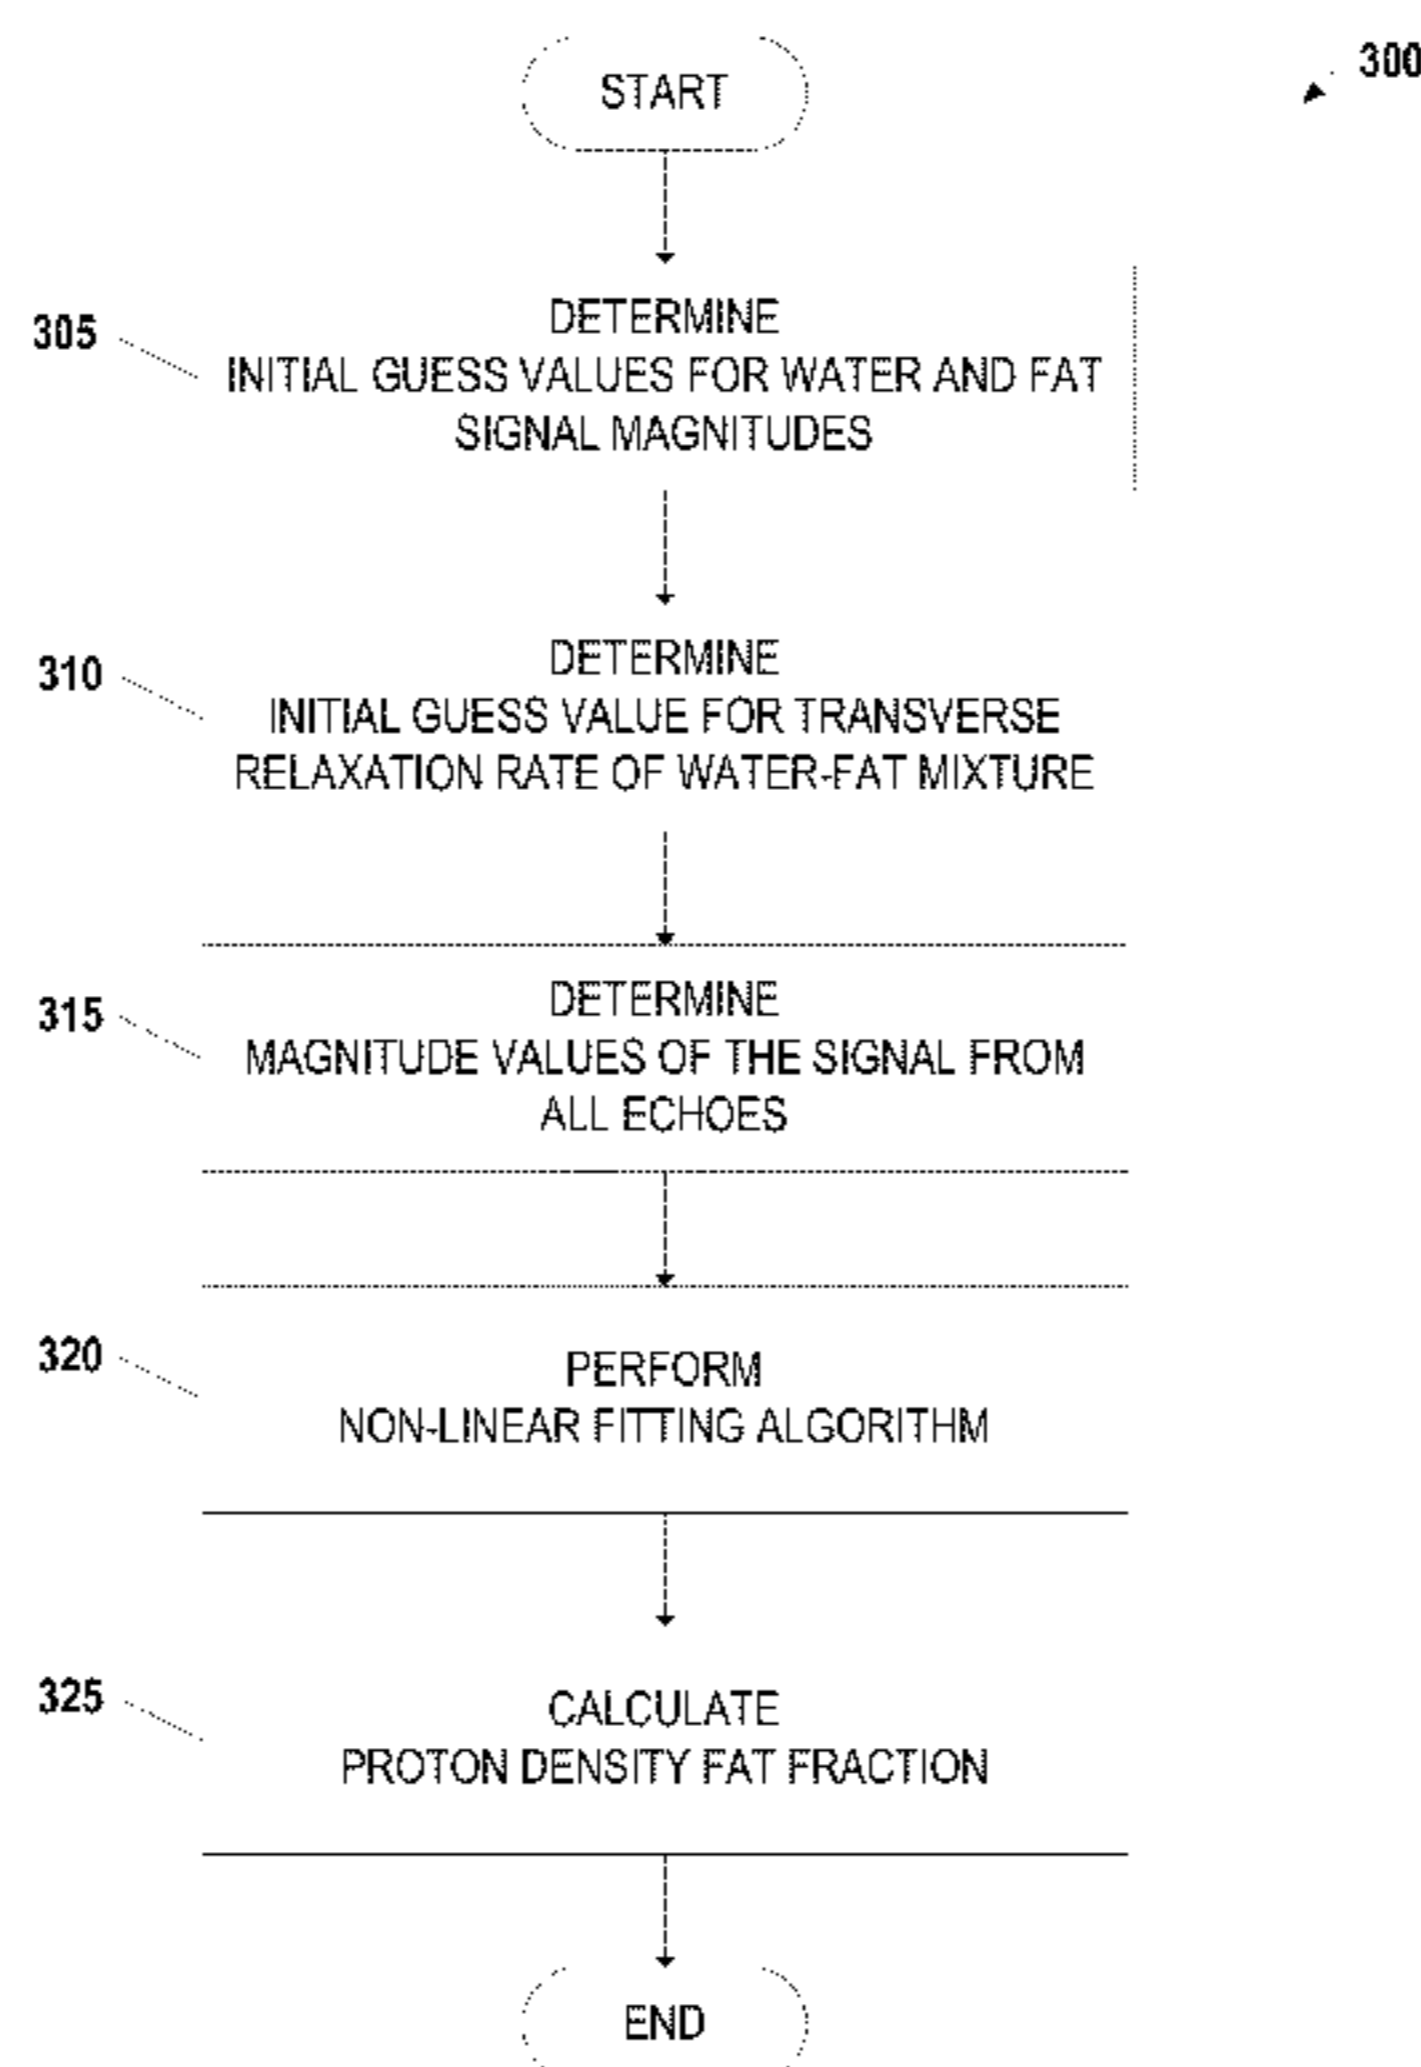 300
START
305
DETERMINE
INITIAL GUESS VALUES FOR WATER AND FAT
SIGNAL MAGNITUDES
310
DETERMINE
INITIAL GUESS VALUE FOR TRANSVERSE
RELAXATION RATE OF WATER-FAT MIXTURE
315
DETERMINE
MAGNITUDE VALUES OF THE SIGNAL FROM
ALL ECHOES
320
PERFORM
NON-LINEAR FITTING ALGORITHM
325
CALCULATE
PROTON DENSITY FAT FRACTION
END